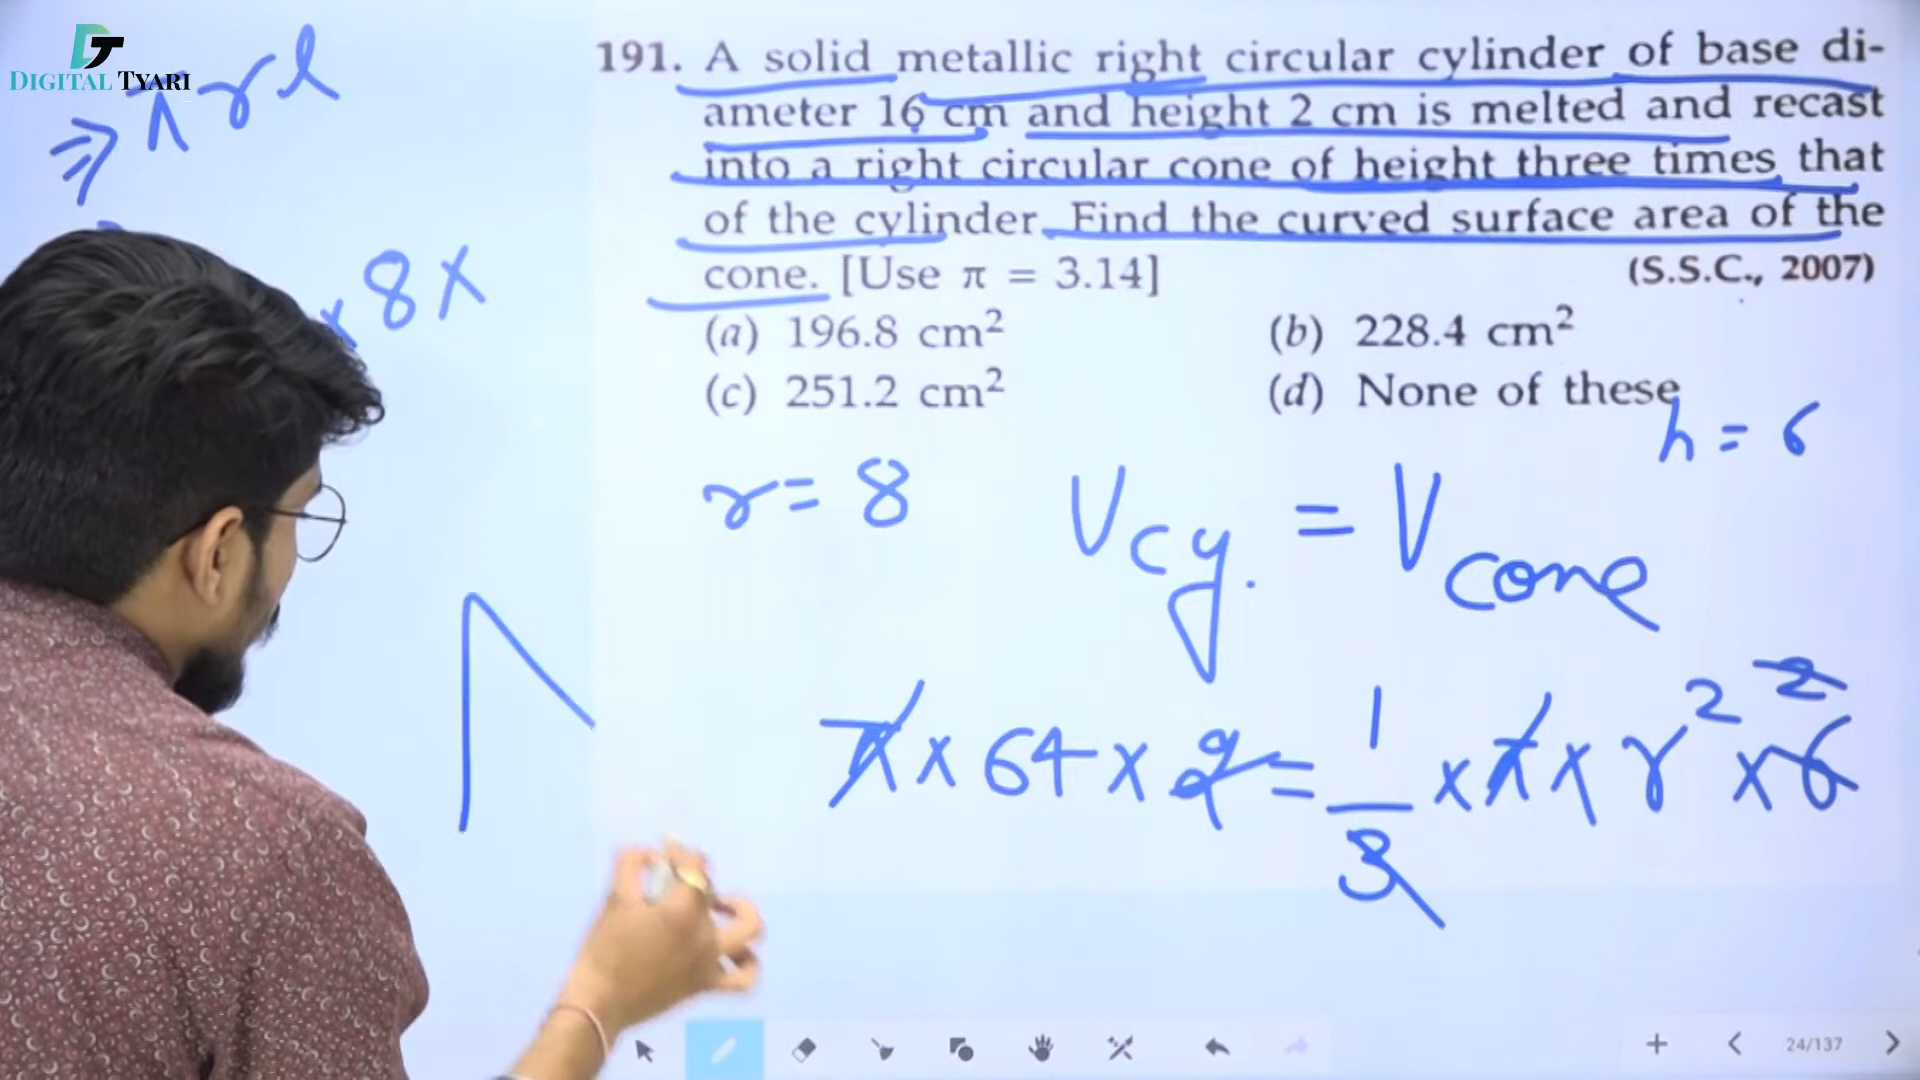 DT
DIGITAL TYARI
⇒ π r l
× 8 ×
191. A solid metallic right circular cylinder of base di-
ameter 16 cm and height 2 cm is melted and recast
into a right circular cone of height three times that
of the cylinder. Find the curved surface area of the
cone. [Use π = 3.14] (S.S.C., 2007)
(a) 196.8 cm² (b) 228.4 cm²
(c) 251.2 cm² (d) None of these
h = 6
r = 8 Vcy. = Vcone
π × 64 × 2 = 1/3 × π × r² × 6
2
24/137